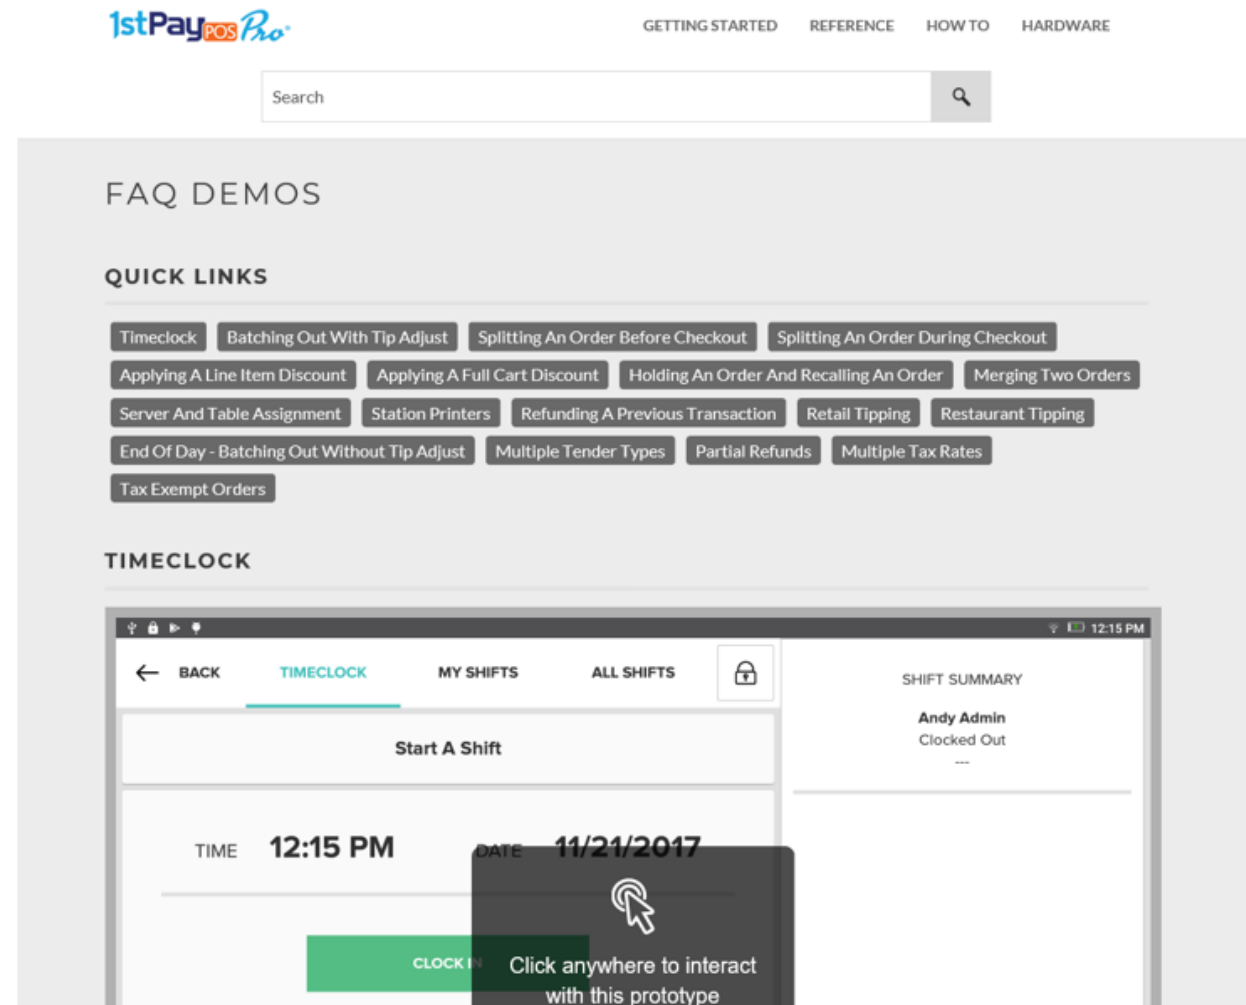 1stPay POS Pro
GETTING STARTED REFERENCE HOW TO HARDWARE
Search
FAQ DEMOS
QUICK LINKS
Timeclock Batching Out With Tip Adjust Splitting An Order Before Checkout Splitting An Order During Checkout
Applying A Line Item Discount Applying A Full Cart Discount Holding An Order And Recalling An Order Merging Two Orders
Server And Table Assignment Station Printers Refunding A Previous Transaction Retail Tipping Restaurant Tipping
End Of Day - Batching Out Without Tip Adjust Multiple Tender Types Partial Refunds Multiple Tax Rates
Tax Exempt Orders
TIMECLOCK
12:15 PM
BACK TIMECLOCK MY SHIFTS ALL SHIFTS
SHIFT SUMMARY
Andy Admin
Clocked Out
---
Start A Shift
TIME 12:15 PM DATE 11/21/2017
CLOCK IN
Click anywhere to interact
with this prototype